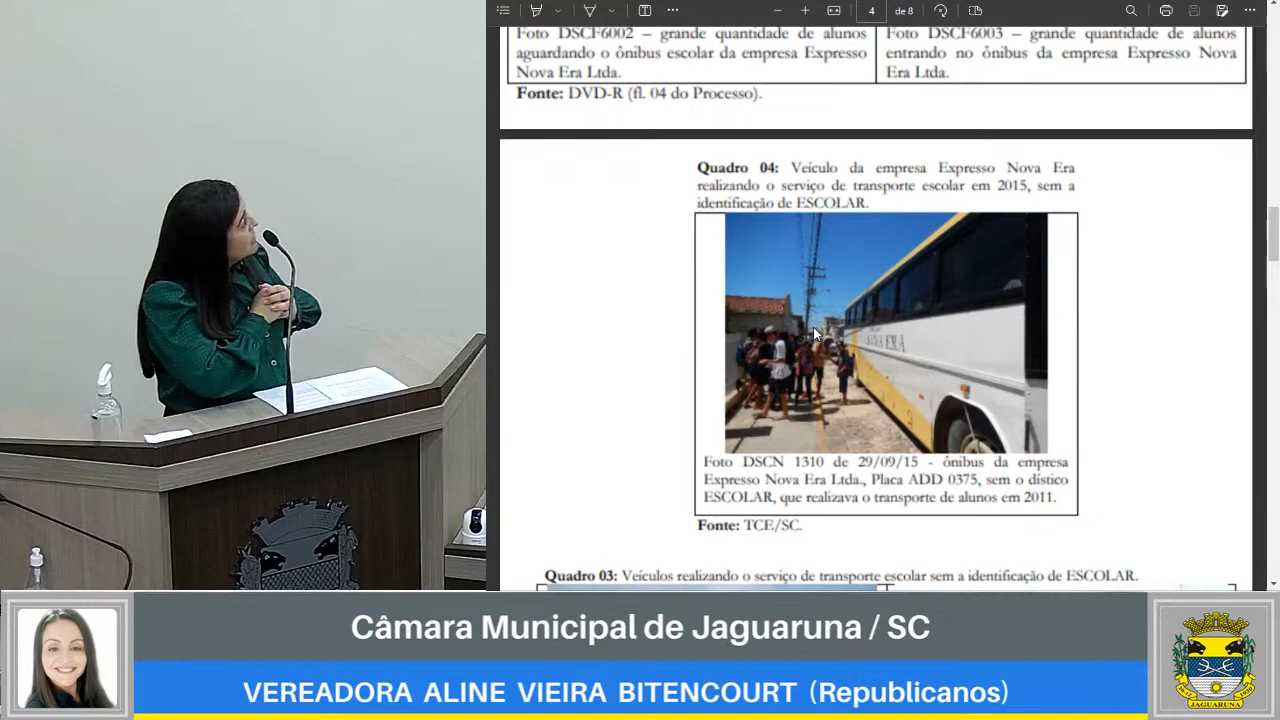 4 de 8
Foto DSCF6002 – grande quantidade de alunos
aguardando o ônibus escolar da empresa Expresso
Nova Era Ltda.
Foto DSCF6003 – grande quantidade de alunos
entrando no ônibus da empresa Expresso Nova
Era Ltda.
Fonte: DVD-R (fl. 04 do Processo).
Quadro 04: Veículo da empresa Expresso Nova Era
realizando o serviço de transporte escolar em 2015, sem a
identificação de ESCOLAR.
NOVA ERA
Foto DSCN 1310 de 29/09/15 - ônibus da empresa
Expresso Nova Era Ltda., Placa ADD 0375, sem o dístico
ESCOLAR, que realizava o transporte de alunos em 2011.
Fonte: TCE/SC.
Quadro 03: Veículos realizando o serviço de transporte escolar sem a identificação de ESCOLAR.
Câmara Municipal de Jaguaruna / SC
VEREADORA ALINE VIEIRA BITENCOURT (Republicanos)
JAGUARUNA